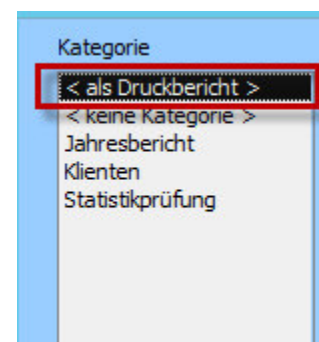 Kategorie
< als Druckbericht >
< keine Kategorie >
Jahresbericht
Klienten
Statistikprüfung